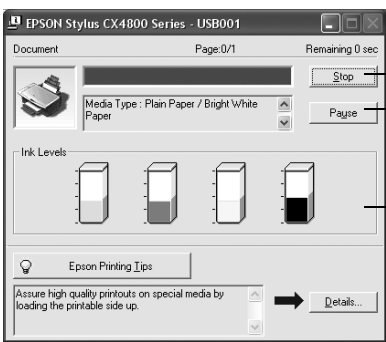 EPSON Stylus CX4800 Series - USB001
Document Page:0/1 Remaining 0 sec
Stop
Media Type : Plain Paper / Bright White
Paper
Pause
Ink Levels
Epson Printing Tips
Assure high quality printouts on special media by
loading the printable side up.
Details...